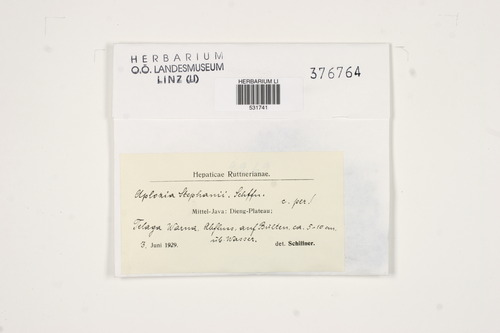 HERBARIUM
O.Ö. LANDESMUSEUM
LINZ (LI)
HERBARIUM LI
531741
376764
Hepaticae Ruttnerianae.
Aplozia Stephanii. Schffn.
c. per!
Mittel-Java: Dieng-Plateau:
Telaga Warna. Abfluss. auf Bulten. ca. 5-10 cm
üb. Wasser.
3. Juni 1929.
det. Schiffner.